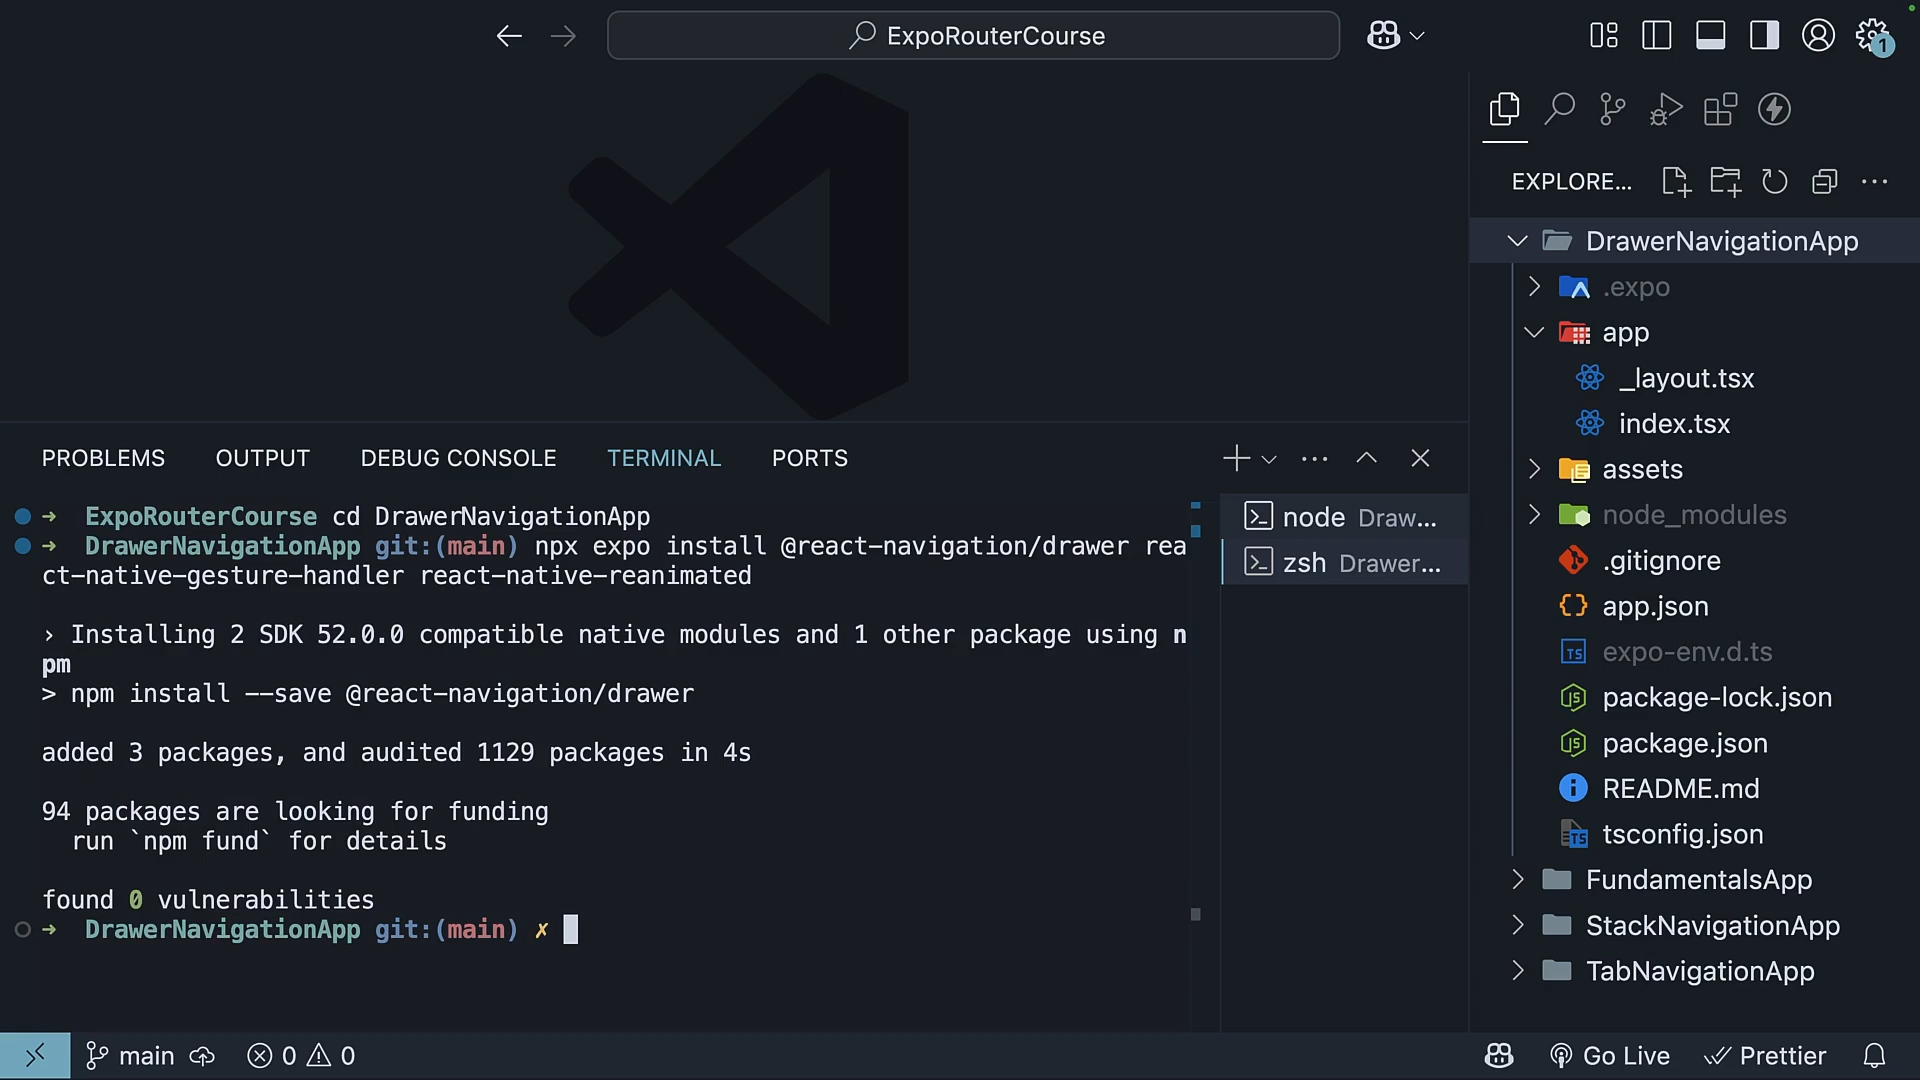 ExpoRouterCourse
1
EXPLORE...
DrawerNavigationApp
.expo
app
_layout.tsx
index.tsx
assets
node_modules
.gitignore
app.json
expo-env.d.ts
package-lock.json
package.json
README.md
tsconfig.json
FundamentalsApp
StackNavigationApp
TabNavigationApp
PROBLEMS OUTPUT DEBUG CONSOLE TERMINAL PORTS
➜ ExpoRouterCourse cd DrawerNavigationApp
➜ DrawerNavigationApp git:(main) npx expo install @react-navigation/drawer rea
ct-native-gesture-handler react-native-reanimated
› Installing 2 SDK 52.0.0 compatible native modules and 1 other package using n
pm
> npm install --save @react-navigation/drawer
added 3 packages, and audited 1129 packages in 4s
94 packages are looking for funding
run `npm fund` for details
found 0 vulnerabilities
➜ DrawerNavigationApp git:(main) ✗
node Draw...
zsh Drawer...
main 0 0
Go Live Prettier